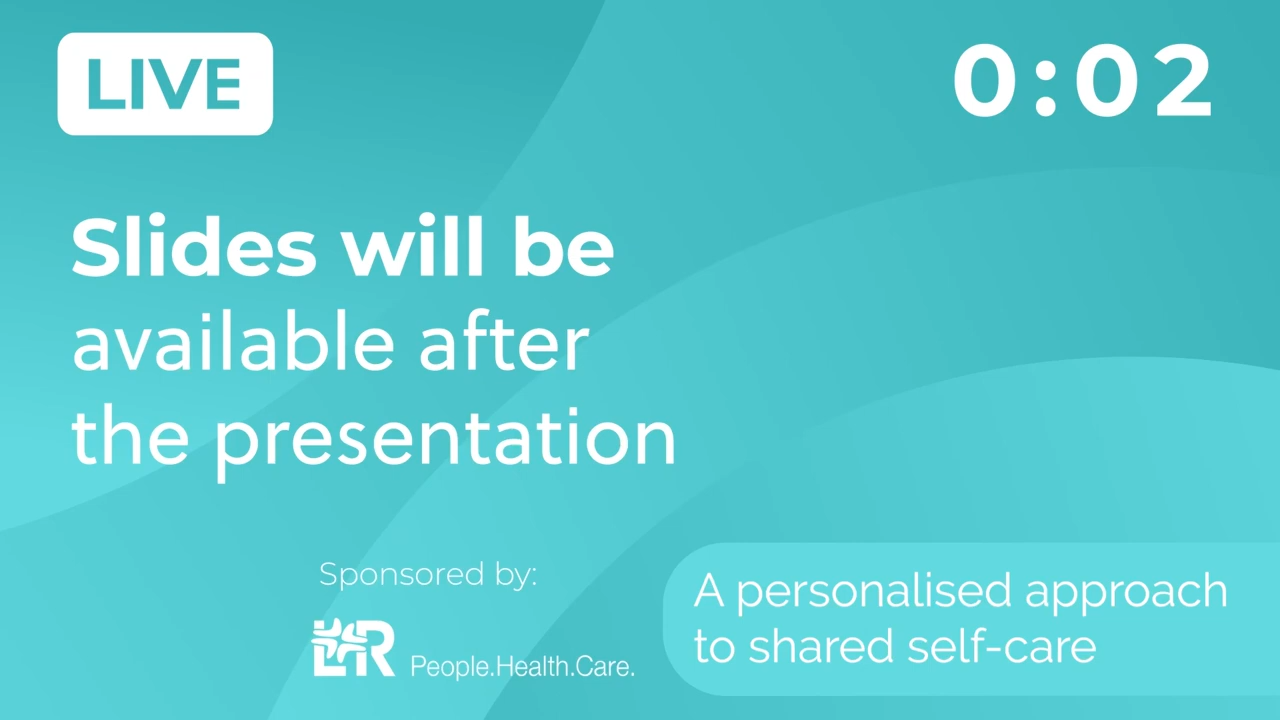 LIVE
0:02
Slides will be
available after
the presentation
Sponsored by:
L&R People.Health.Care.
A personalised approach
to shared self-care